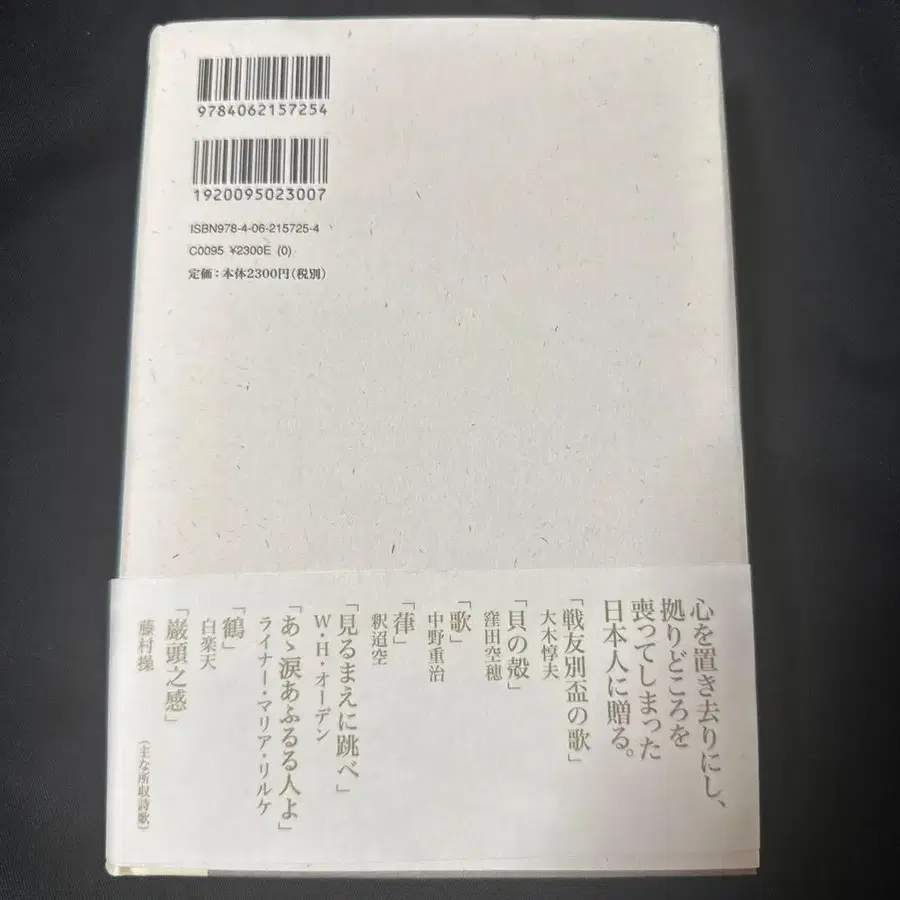 9784062157254
1920095023007
ISBN978-4-06-215725-4
C0095 ¥2300E (0)
定価:本体2300円(税別)
心を置き去りにし、
拠りどころを
喪ってしまった
日本人に贈る。
「戦友別盃の歌」
大木惇夫
「貝の殻」
窪田空穂
「歌」
中野重治
「葎」
釈迢空
「見るまえに跳べ」
W・H・オーデン
「あゝ涙あふるる人よ」
ライナー・マリア・リルケ
「鶴」
白楽天
「巌頭之感」
藤村操
(主な所収詩歌)